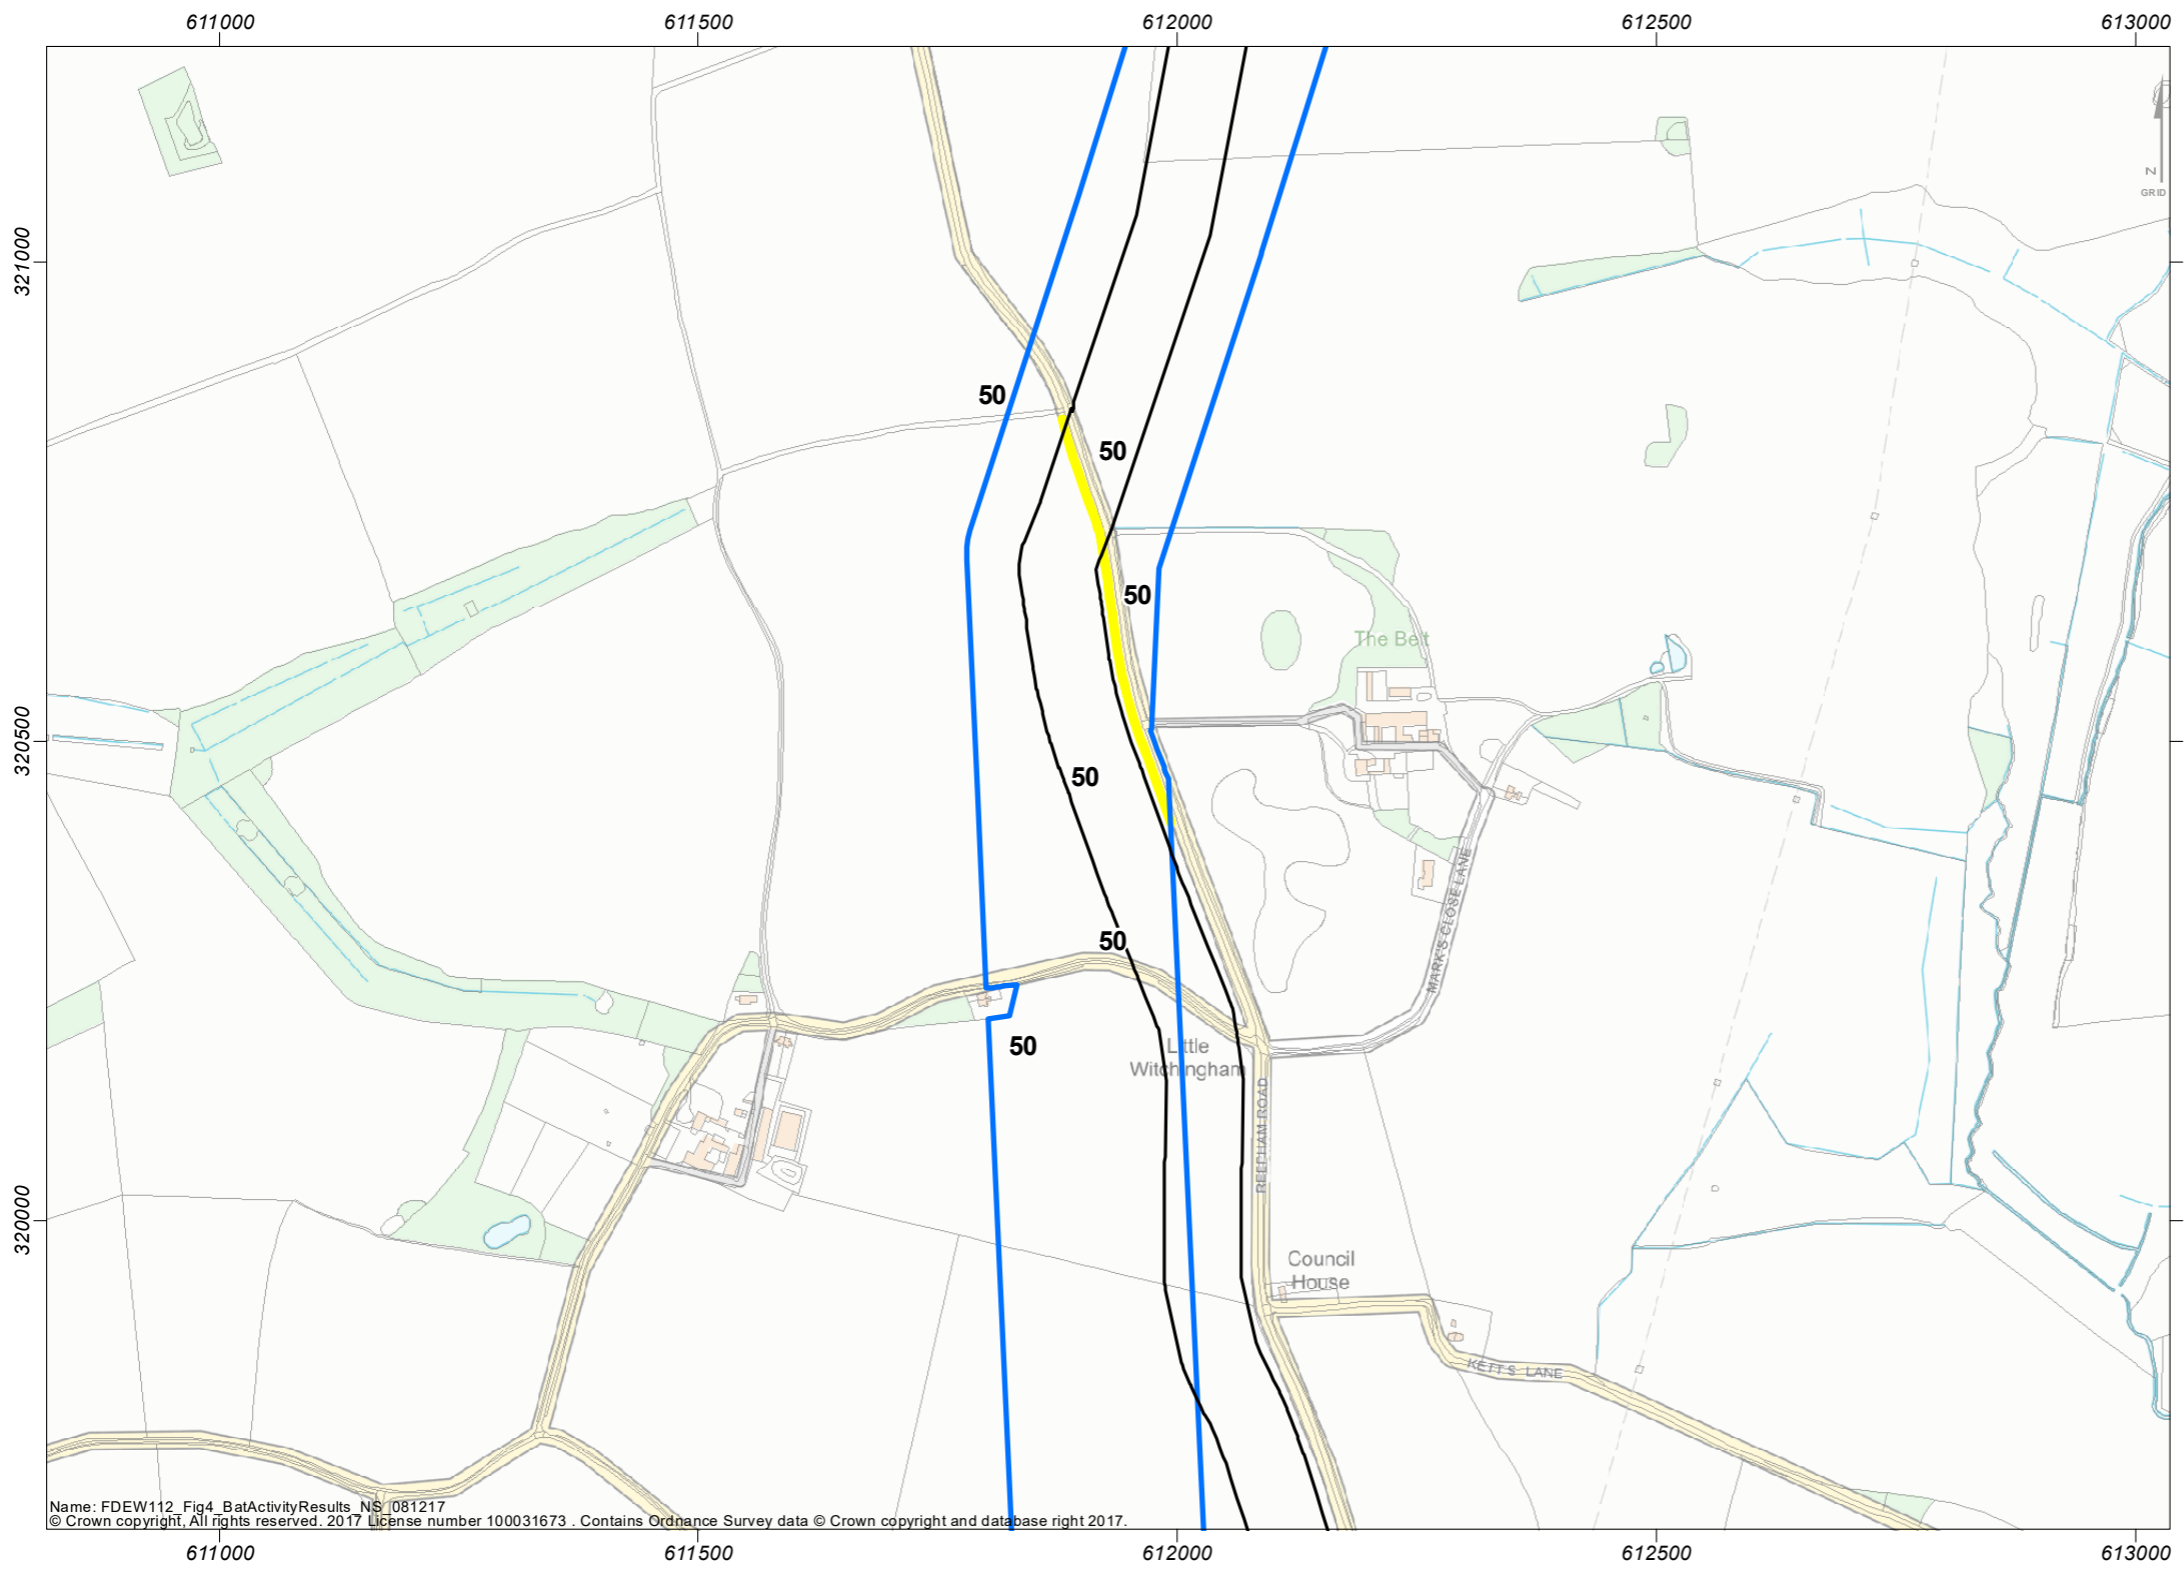 611000
611500
612000
612500
613000
N
GRID
321000
50
50
50
The Belt
320500
50
MARK'S CLOSE LANE
50
50
Little
Witchingham
REEPHAM ROAD
320000
Council
House
KETTS LANE
Name: FDEW112_Fig4_BatActivityResults_NS_081217
© Crown copyright, All rights reserved. 2017 License number 100031673 . Contains Ordnance Survey data © Crown copyright and database right 2017.
611000
611500
612000
612500
613000